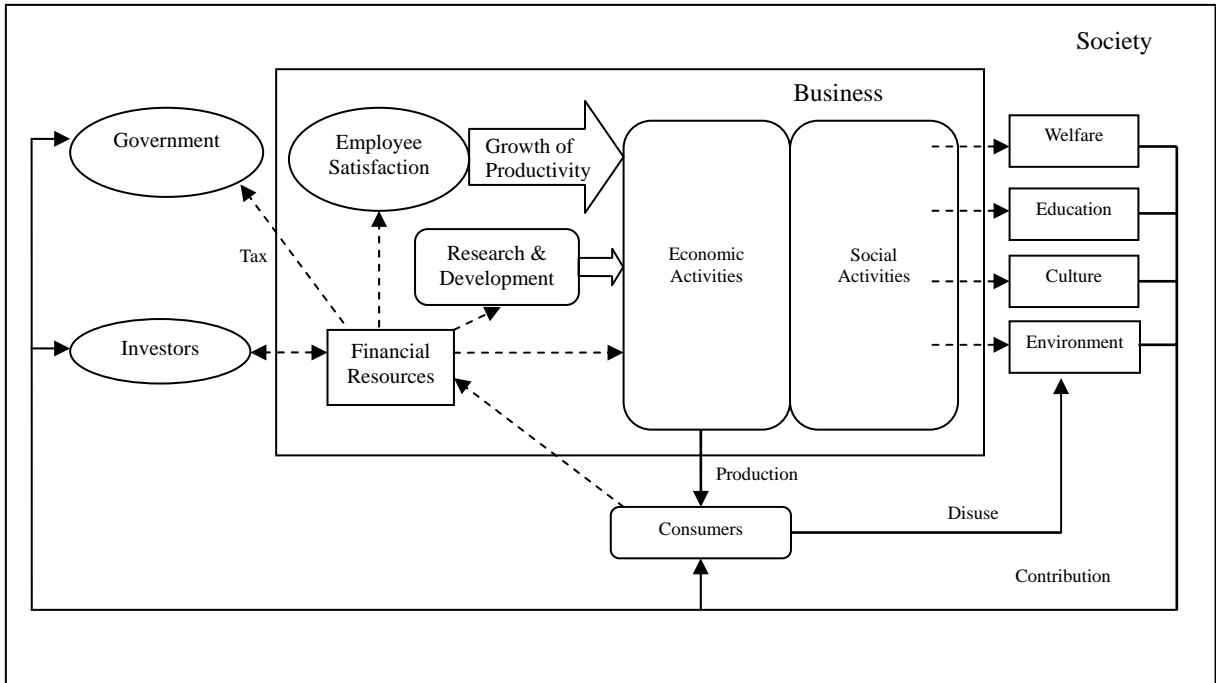 Society
Business
Government
Employee
Satisfaction
Growth of
Productivity
Welfare
Education
Tax
Research &
Development
Economic
Activities
Social
Activities
Culture
Investors
Financial
Resources
Environment
Production
Consumers
Disuse
Contribution